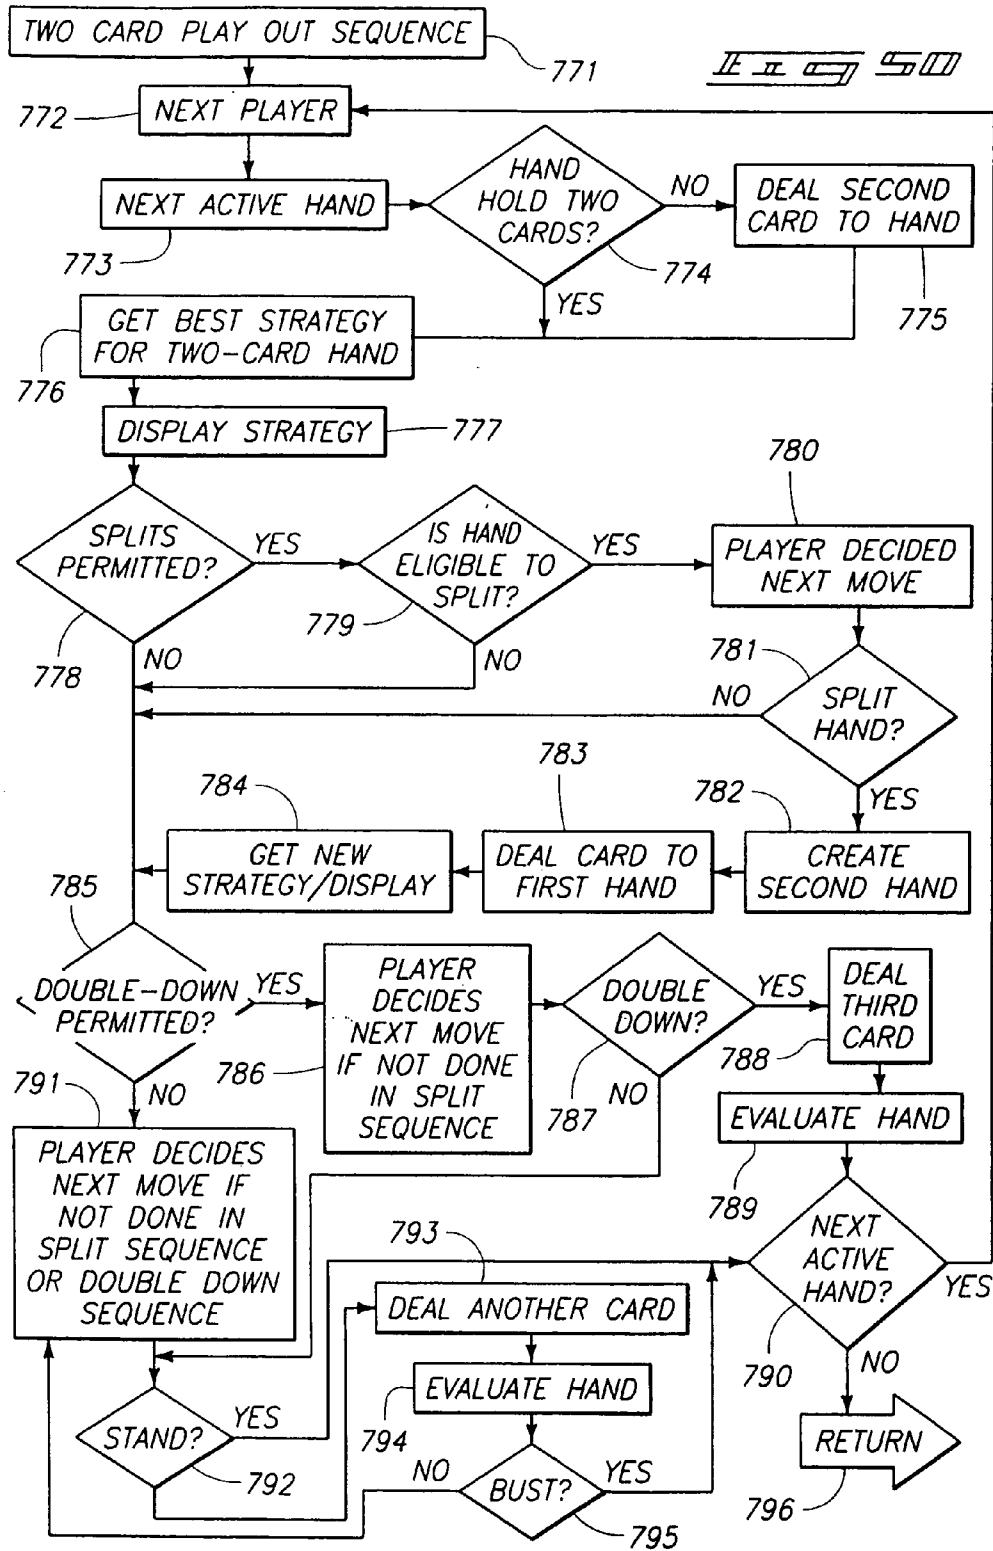 TWO CARD PLAY OUT SEQUENCE
771
Fig 50
772
NEXT PLAYER
NEXT ACTIVE HAND
773
HAND
HOLD TWO
CARDS?
774
NO
YES
DEAL SECOND
CARD TO HAND
775
GET BEST STRATEGY
FOR TWO-CARD HAND
776
DISPLAY STRATEGY
777
SPLITS
PERMITTED?
778
YES
NO
IS HAND
ELIGIBLE TO
SPLIT?
779
YES
NO
780
PLAYER DECIDED
NEXT MOVE
781
NO
SPLIT
HAND?
YES
782
CREATE
SECOND HAND
783
DEAL CARD TO
FIRST HAND
784
GET NEW
STRATEGY/DISPLAY
785
DOUBLE-DOWN
PERMITTED?
YES
NO
PLAYER
DECIDES
NEXT MOVE
IF NOT DONE
IN SPLIT
SEQUENCE
786
DOUBLE
DOWN?
787
YES
NO
DEAL
THIRD
CARD
788
EVALUATE HAND
789
NEXT
ACTIVE
HAND?
790
YES
NO
791
PLAYER DECIDES
NEXT MOVE IF
NOT DONE IN
SPLIT SEQUENCE
OR DOUBLE DOWN
SEQUENCE
STAND?
792
YES
793
DEAL ANOTHER CARD
EVALUATE HAND
794
NO
BUST?
YES
795
RETURN
796